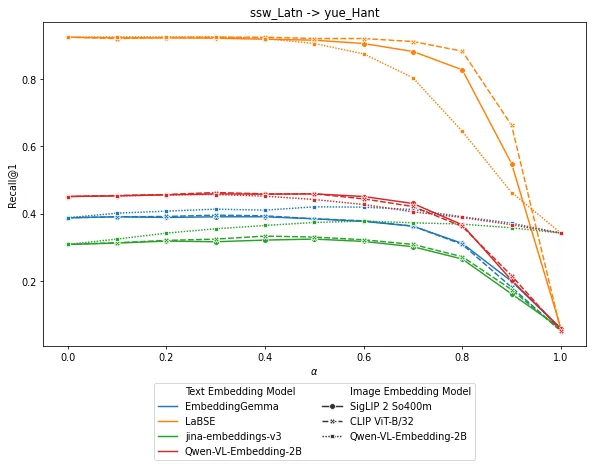 ssw_Latn -> yue_Hant
Recall@1
0.8
0.6
0.4
0.2
0.0 0.2 0.4 0.6 0.8 1.0
α
Text Embedding Model
EmbeddingGemma
LaBSE
jina-embeddings-v3
Qwen-VL-Embedding-2B
Image Embedding Model
SigLIP 2 So400m
CLIP ViT-B/32
Qwen-VL-Embedding-2B